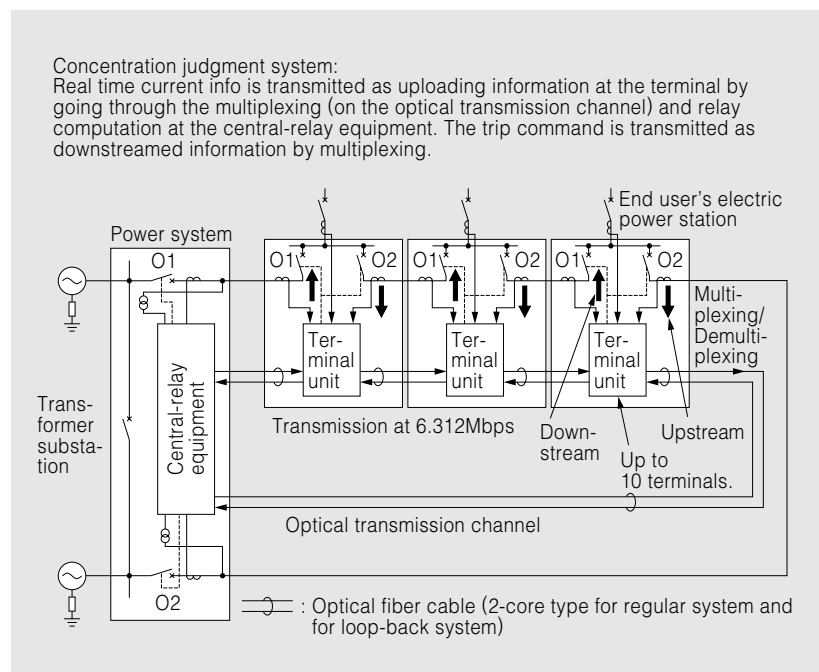 Concentration judgment system:
Real time current info is transmitted as uploading information at the terminal by
going through the multiplexing (on the optical transmission channel) and relay
computation at the central-relay equipment. The trip command is transmitted as
downstreamed information by multiplexing.
End user's electric
power station
Power system
O1
O1
O2
O1
O2
O1
O2
Multi-
plexing/
Demulti-
plexing
Ter-
minal
unit
Ter-
minal
unit
Ter-
minal
unit
Trans-
former
substa-
tion
Central-relay
equipment
Transmission at 6.312Mbps
Down-
stream
Upstream
Up to
10 terminals.
Optical transmission channel
O2
: Optical fiber cable (2-core type for regular system and
for loop-back system)